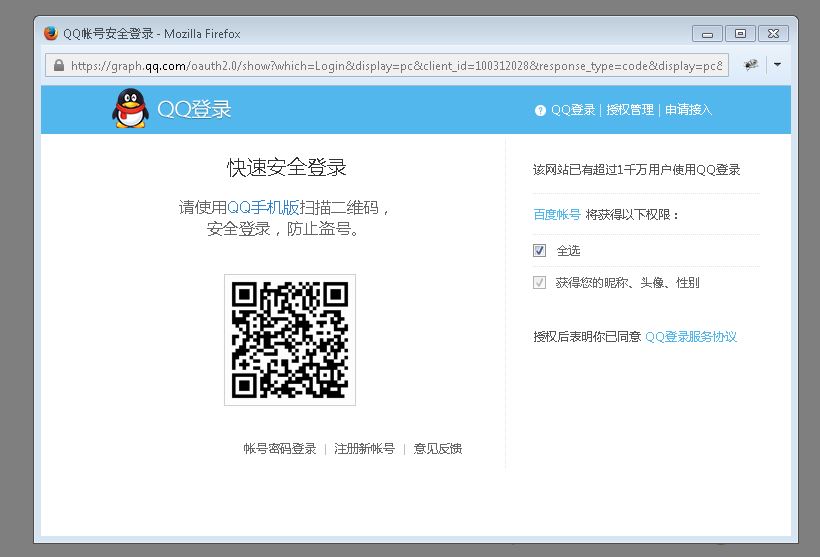 QQ帐号安全登录 - Mozilla Firefox
https://graph.qq.com/oauth2.0/show?which=Login&display=pc&client_id=100312028&response_type=code&display=pc&
QQ登录
QQ登录 | 授权管理 | 申请接入
快速安全登录
请使用QQ手机版扫描二维码，
安全登录，防止盗号。
帐号密码登录 | 注册新帐号 | 意见反馈
该网站已有超过1千万用户使用QQ登录
百度帐号 将获得以下权限：
全选
获得您的昵称、头像、性别
授权后表明你已同意 QQ登录服务协议